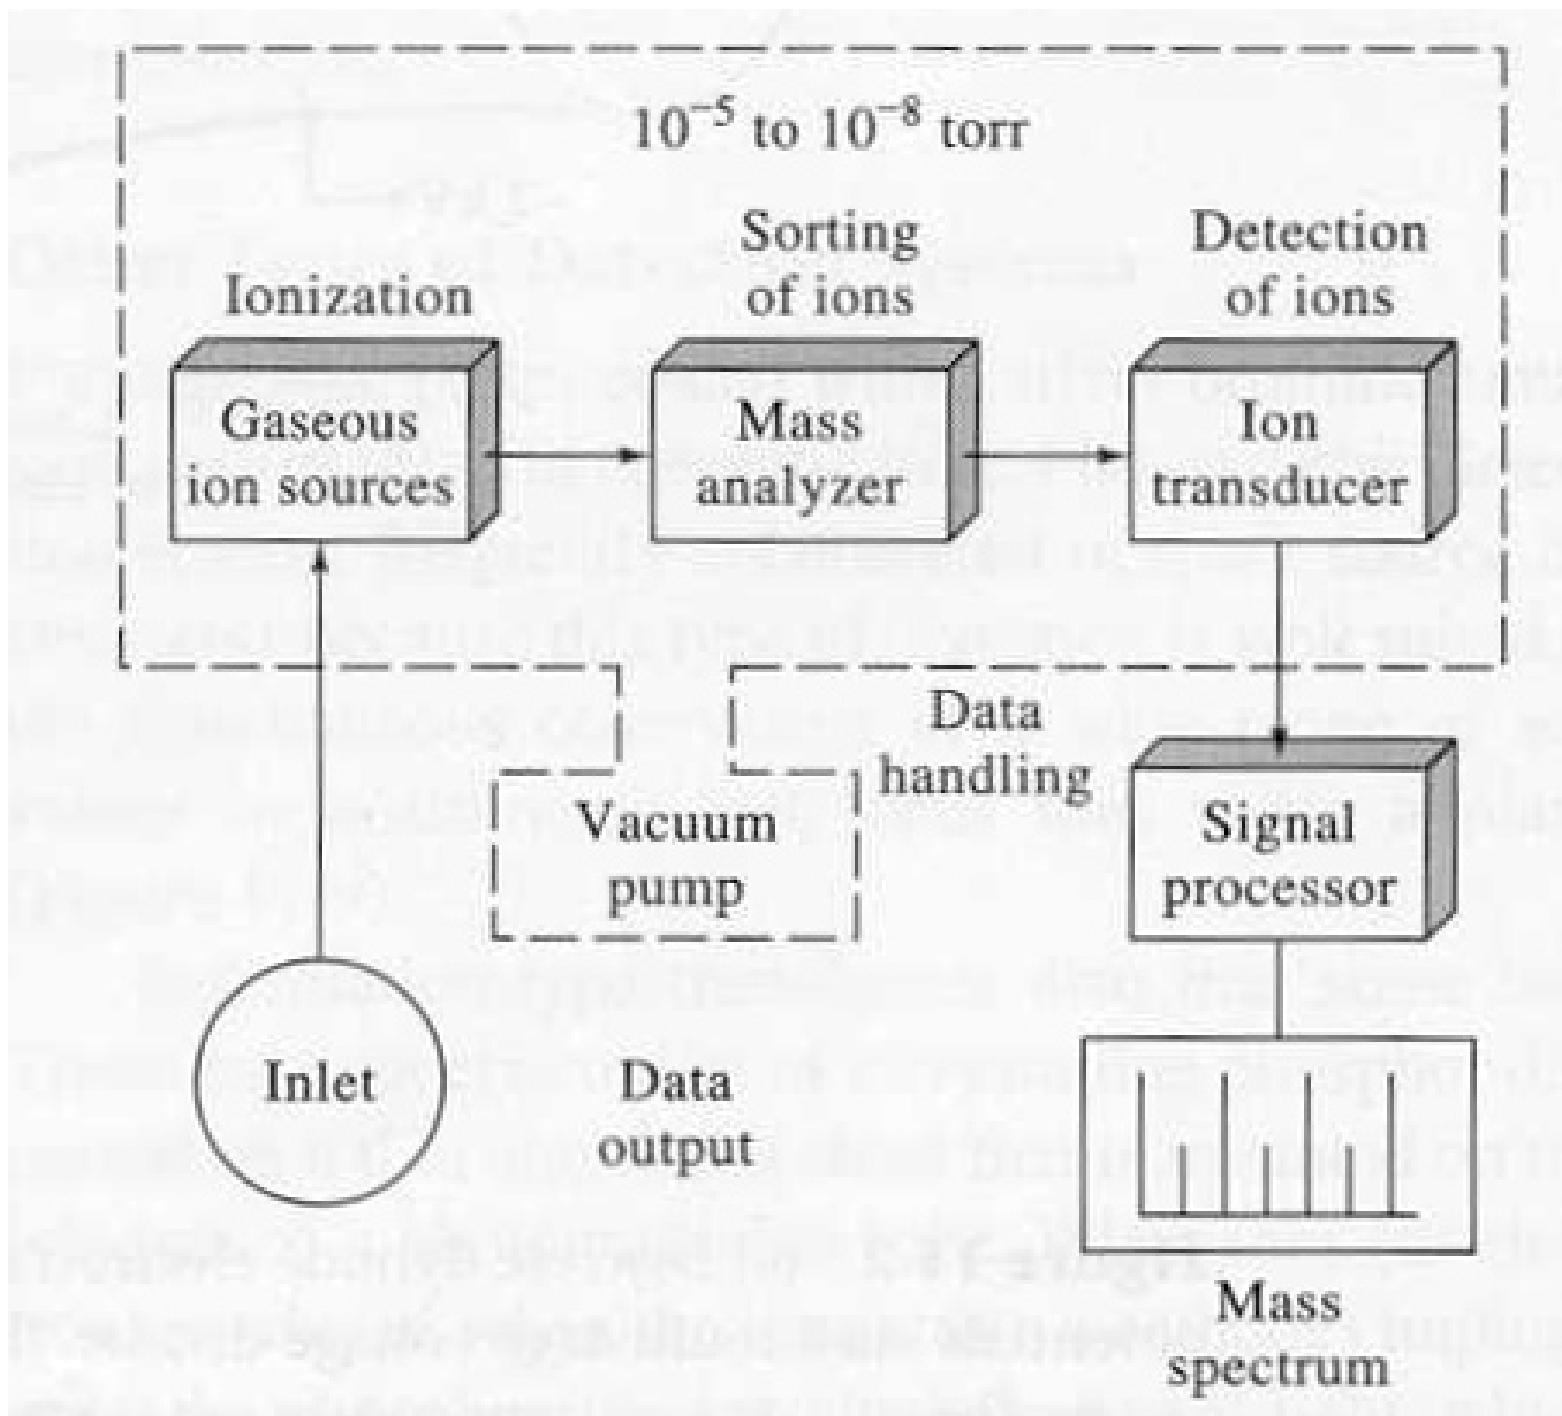 10⁻⁵ to 10⁻⁸ torr
Ionization
Sorting
of ions
Detection
of ions
Gaseous
ion sources
Mass
analyzer
Ion
transducer
Vacuum
pump
Data
handling
Signal
processor
Inlet
Data
output
Mass
spectrum